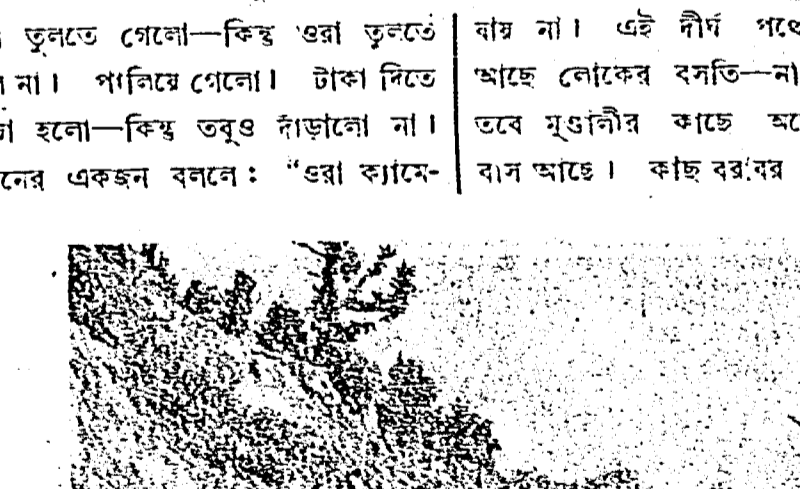 তুলতে গেলো—কিন্তু ওরা তুলতে
না। পালিয়ে গেলো। টাকা দিতে
হলো—কিন্তু তবুও দাঁড়ালো না।
একজন বললে : “ওরা ক্যামে-
যায় না। এই দীর্ঘ পথে
আছে লোকের বসতি—না
তবে মুণ্ডালীর কাছে
বাস আছে। কাছ বরাবর